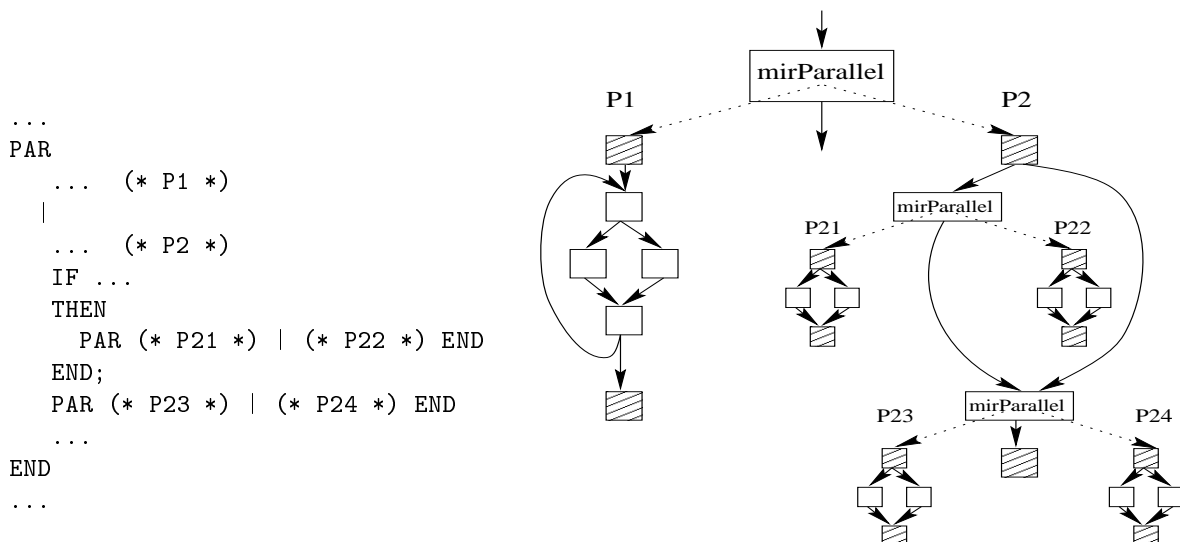 ...
PAR
... (* P1 *)
|
... (* P2 *)
IF ...
THEN
PAR (* P21 *) | (* P22 *) END
END;
PAR (* P23 *) | (* P24 *) END
...
END
...
mirParallel
P1
P2
mirParallel
P21
P22
mirParallel
P23
P24